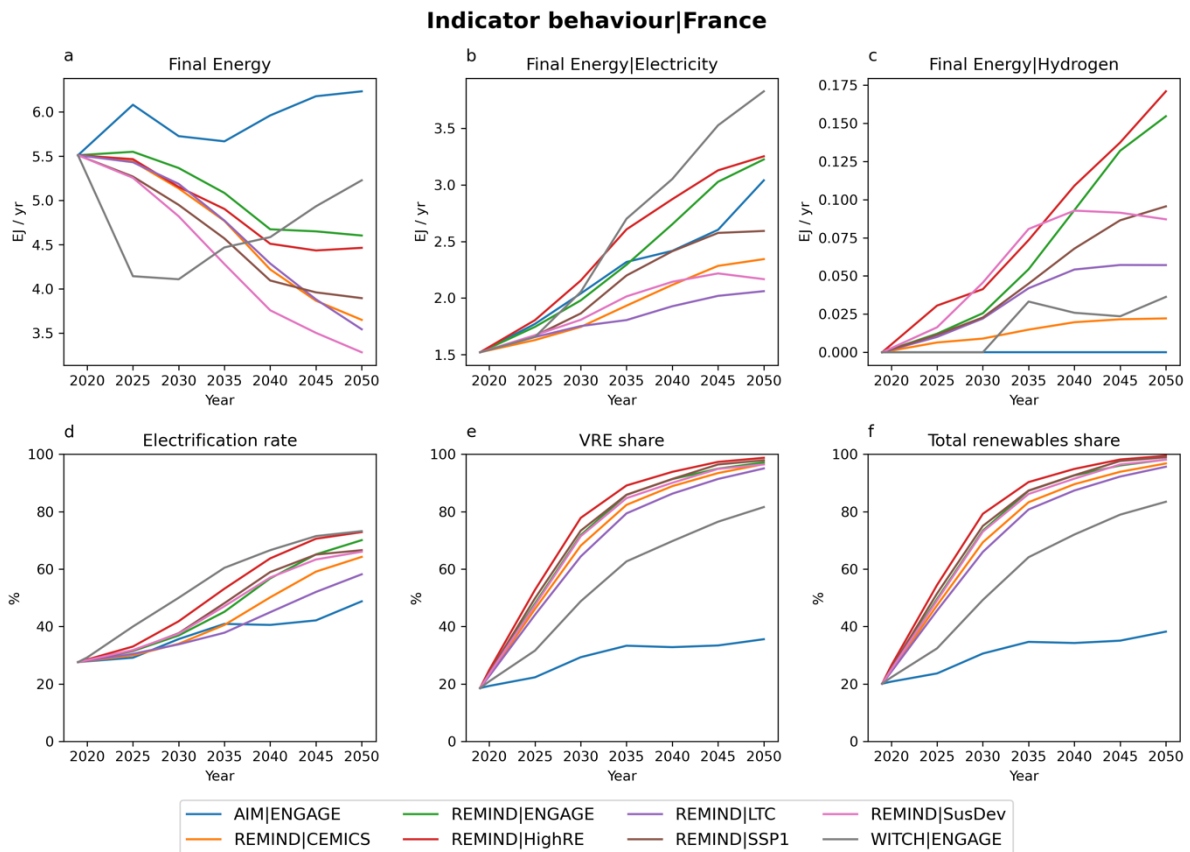 Indicator behaviour|France
a
Final Energy
6.0
5.5
5.0
4.5
4.0
3.5
EJ / yr
2020 2025 2030 2035 2040 2045 2050
Year
b
Final Energy|Electricity
3.5
3.0
2.5
2.0
1.5
EJ / yr
2020 2025 2030 2035 2040 2045 2050
Year
c
Final Energy|Hydrogen
0.175
0.150
0.125
0.100
0.075
0.050
0.025
0.000
EJ / yr
2020 2025 2030 2035 2040 2045 2050
Year
d
Electrification rate
100
80
60
40
20
0
%
2020 2025 2030 2035 2040 2045 2050
Year
e
VRE share
100
80
60
40
20
0
%
2020 2025 2030 2035 2040 2045 2050
Year
f
Total renewables share
100
80
60
40
20
0
%
2020 2025 2030 2035 2040 2045 2050
Year
AIM|ENGAGE REMIND|ENGAGE REMIND|LTC REMIND|SusDev
REMIND|CEMICS REMIND|HighRE REMIND|SSP1 WITCH|ENGAGE